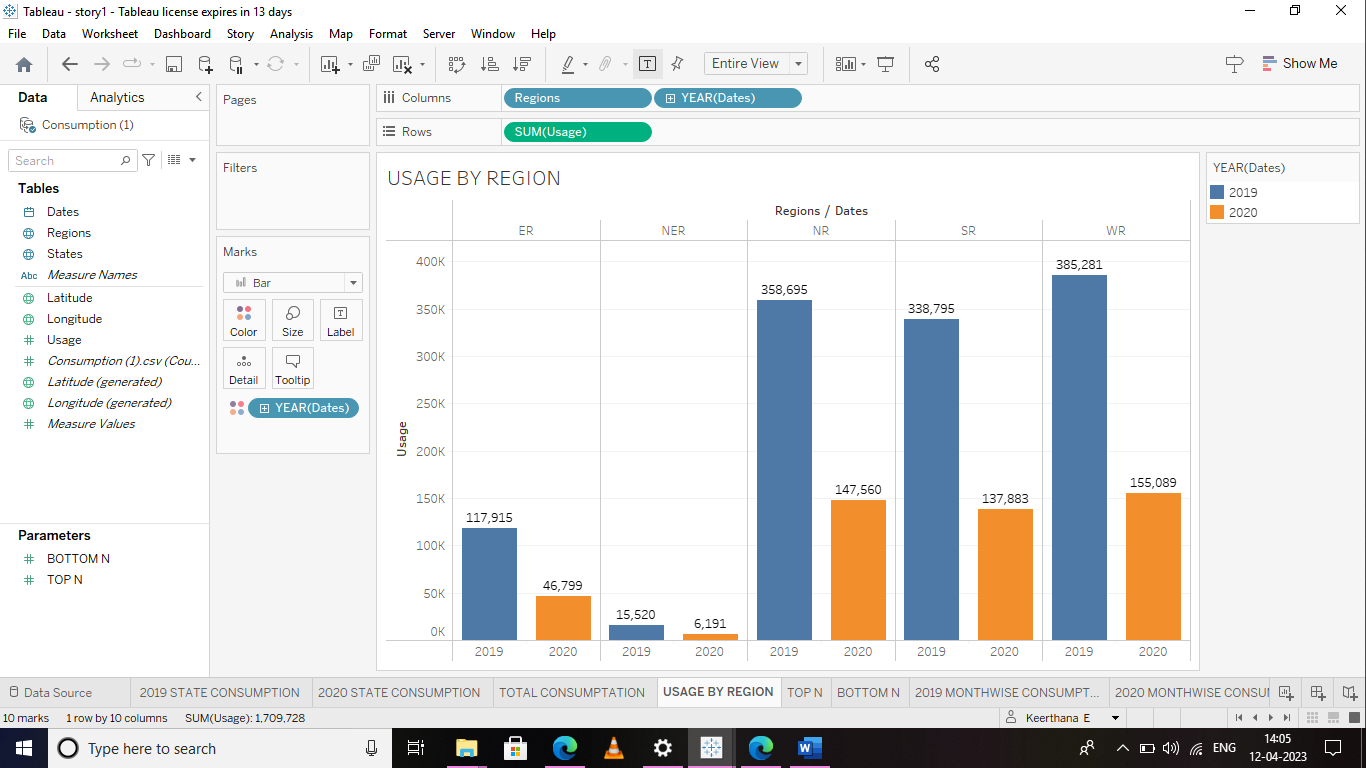 Tableau - story1 - Tableau license expires in 13 days
File Data Worksheet Dashboard Story Analysis Map Format Server Window Help
Entire View
Show Me
Data Analytics
Consumption (1)
Search
Tables
Dates
Regions
States
Abc Measure Names
Latitude
Longitude
Usage
Consumption (1).csv (Cou...
Latitude (generated)
Longitude (generated)
Measure Values
Parameters
BOTTOM N
TOP N
Pages
Filters
Marks
Bar
Color Size Label
Detail Tooltip
YEAR(Dates)
Columns Regions YEAR(Dates)
Rows SUM(Usage)
USAGE BY REGION
Regions / Dates
ER NER NR SR WR
Usage
400K
350K
300K
250K
200K
150K
100K
50K
0K
117,915
46,799
15,520
6,191
358,695
147,560
338,795
137,883
385,281
155,089
2019 2020 2019 2020 2019 2020 2019 2020 2019 2020
YEAR(Dates)
2019
2020
Data Source 2019 STATE CONSUMPTION 2020 STATE CONSUMPTION TOTAL CONSUMPTATION USAGE BY REGION TOP N BOTTOM N 2019 MONTHWISE CONSUMPT... 2020 MONTHWISE CONSU
10 marks 1 row by 10 columns SUM(Usage): 1,709,728
Keerthana E
Type here to search
ENG
14:05
12-04-2023